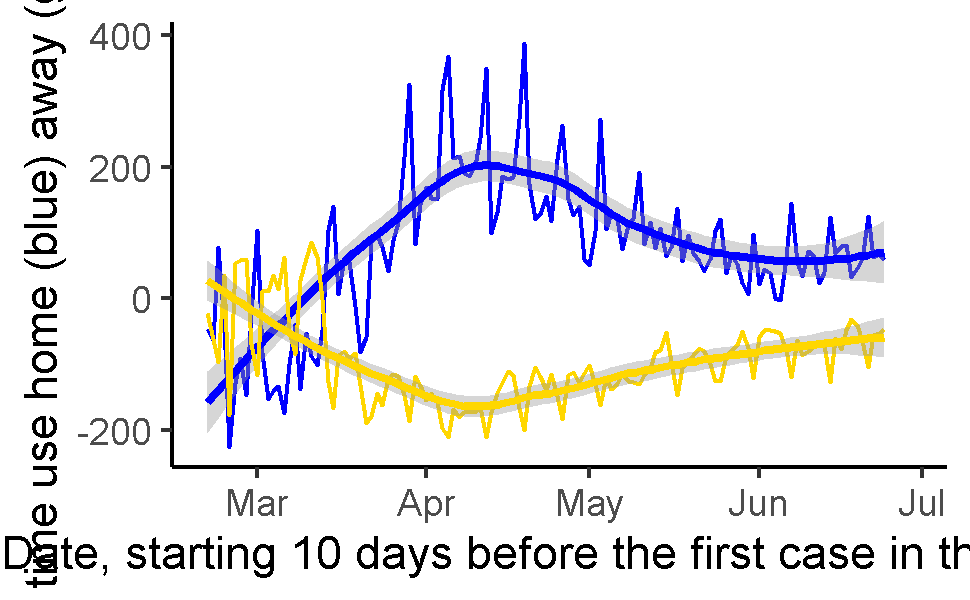 time use home (blue) away (
400
200
0
-200
Mar Apr May Jun Jul
Date, starting 10 days before the first case in th